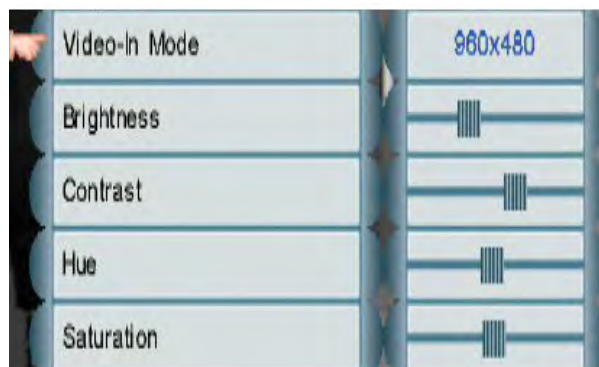 Video-In Mode 960x480
Brightness
Contrast
Hue
Saturation